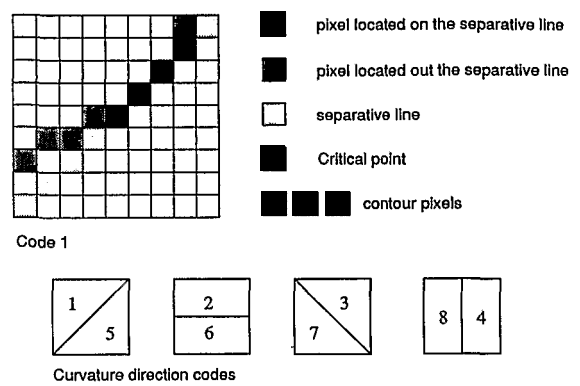 pixel located on the separative line
pixel located out the separative line
separative line
Critical point
contour pixels
Code 1
1
5
2
6
3
7
8
4
Curvature direction codes